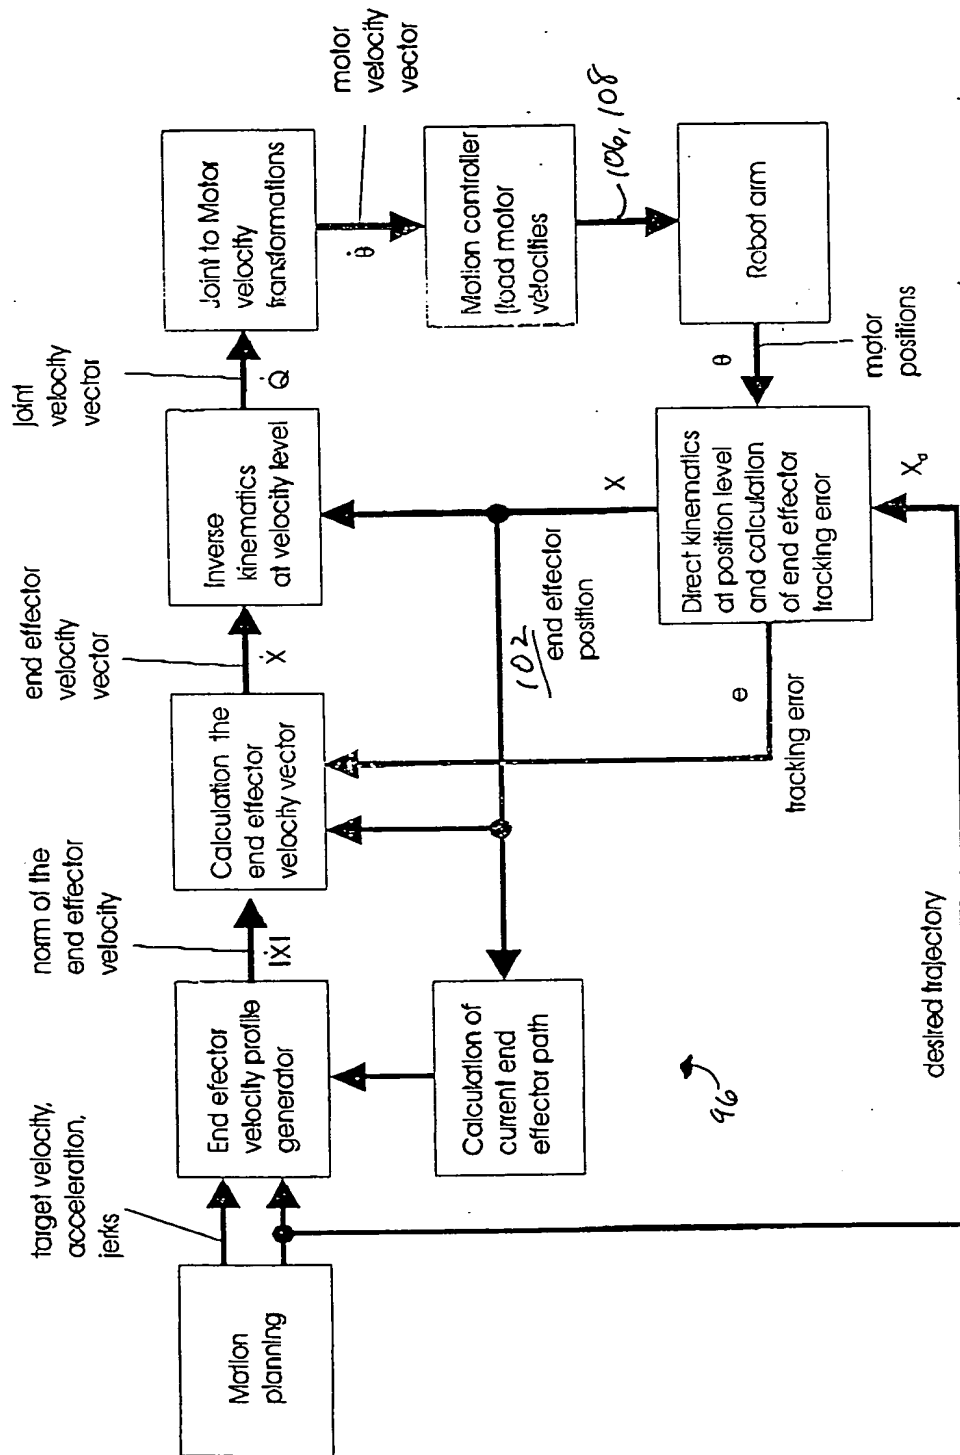 Motion
planning
target velocity,
acceleration,
jerks
End efector
velocity profile
generator
norm of the
end effector
velocity
|Ẋ|
Calculation the
end effector
velocity vector
end effector
velocity
vector
Ẋ
Inverse
kinematics
at velocity level
joint
velocity
vector
Q̇
Joint to Motor
velocity
transformations
motor
velocity
vector
θ̇
Motion controller
(load motor
velocities
106, 108
Robot arm
θ
motor
positions
Direct kinematics
at position level
and calculation
of end effector
tracking error
X
102
end effector
position
e
tracking error
Calculation of
current end
effector path
96
desired trajectory
Xd